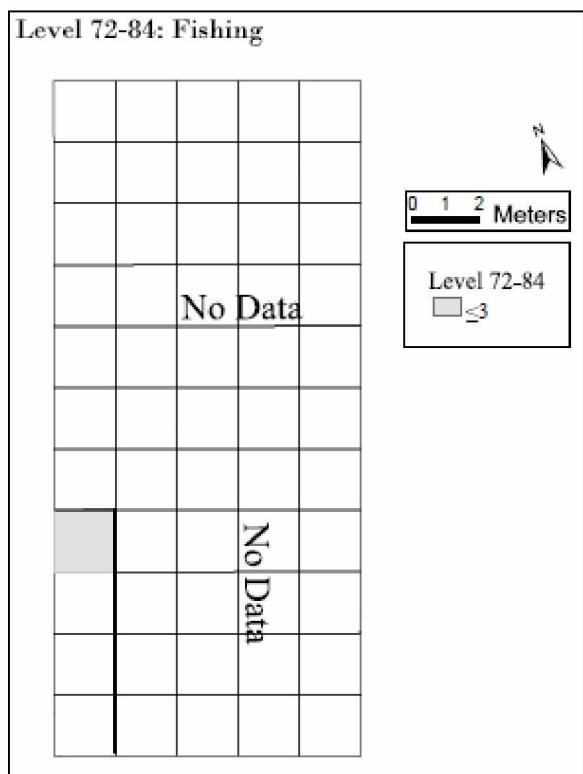 Level 72-84: Fishing
N
0 1 2 Meters
Level 72-84
≤3
No Data
No Data